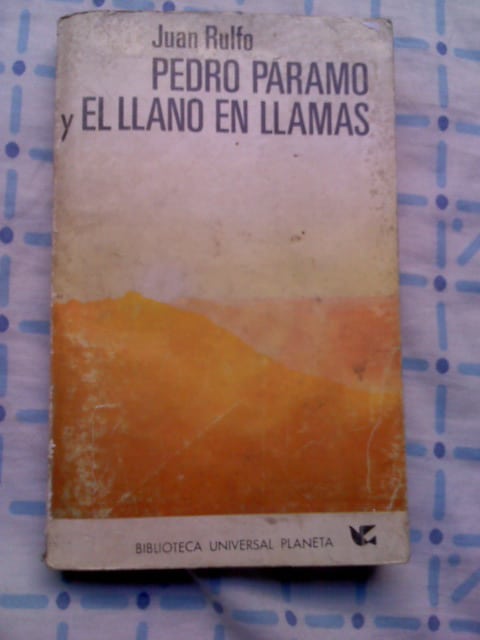 Juan Rulfo
PEDRO PÁRAMO
y EL LLANO EN LLAMAS
BIBLIOTECA UNIVERSAL PLANETA